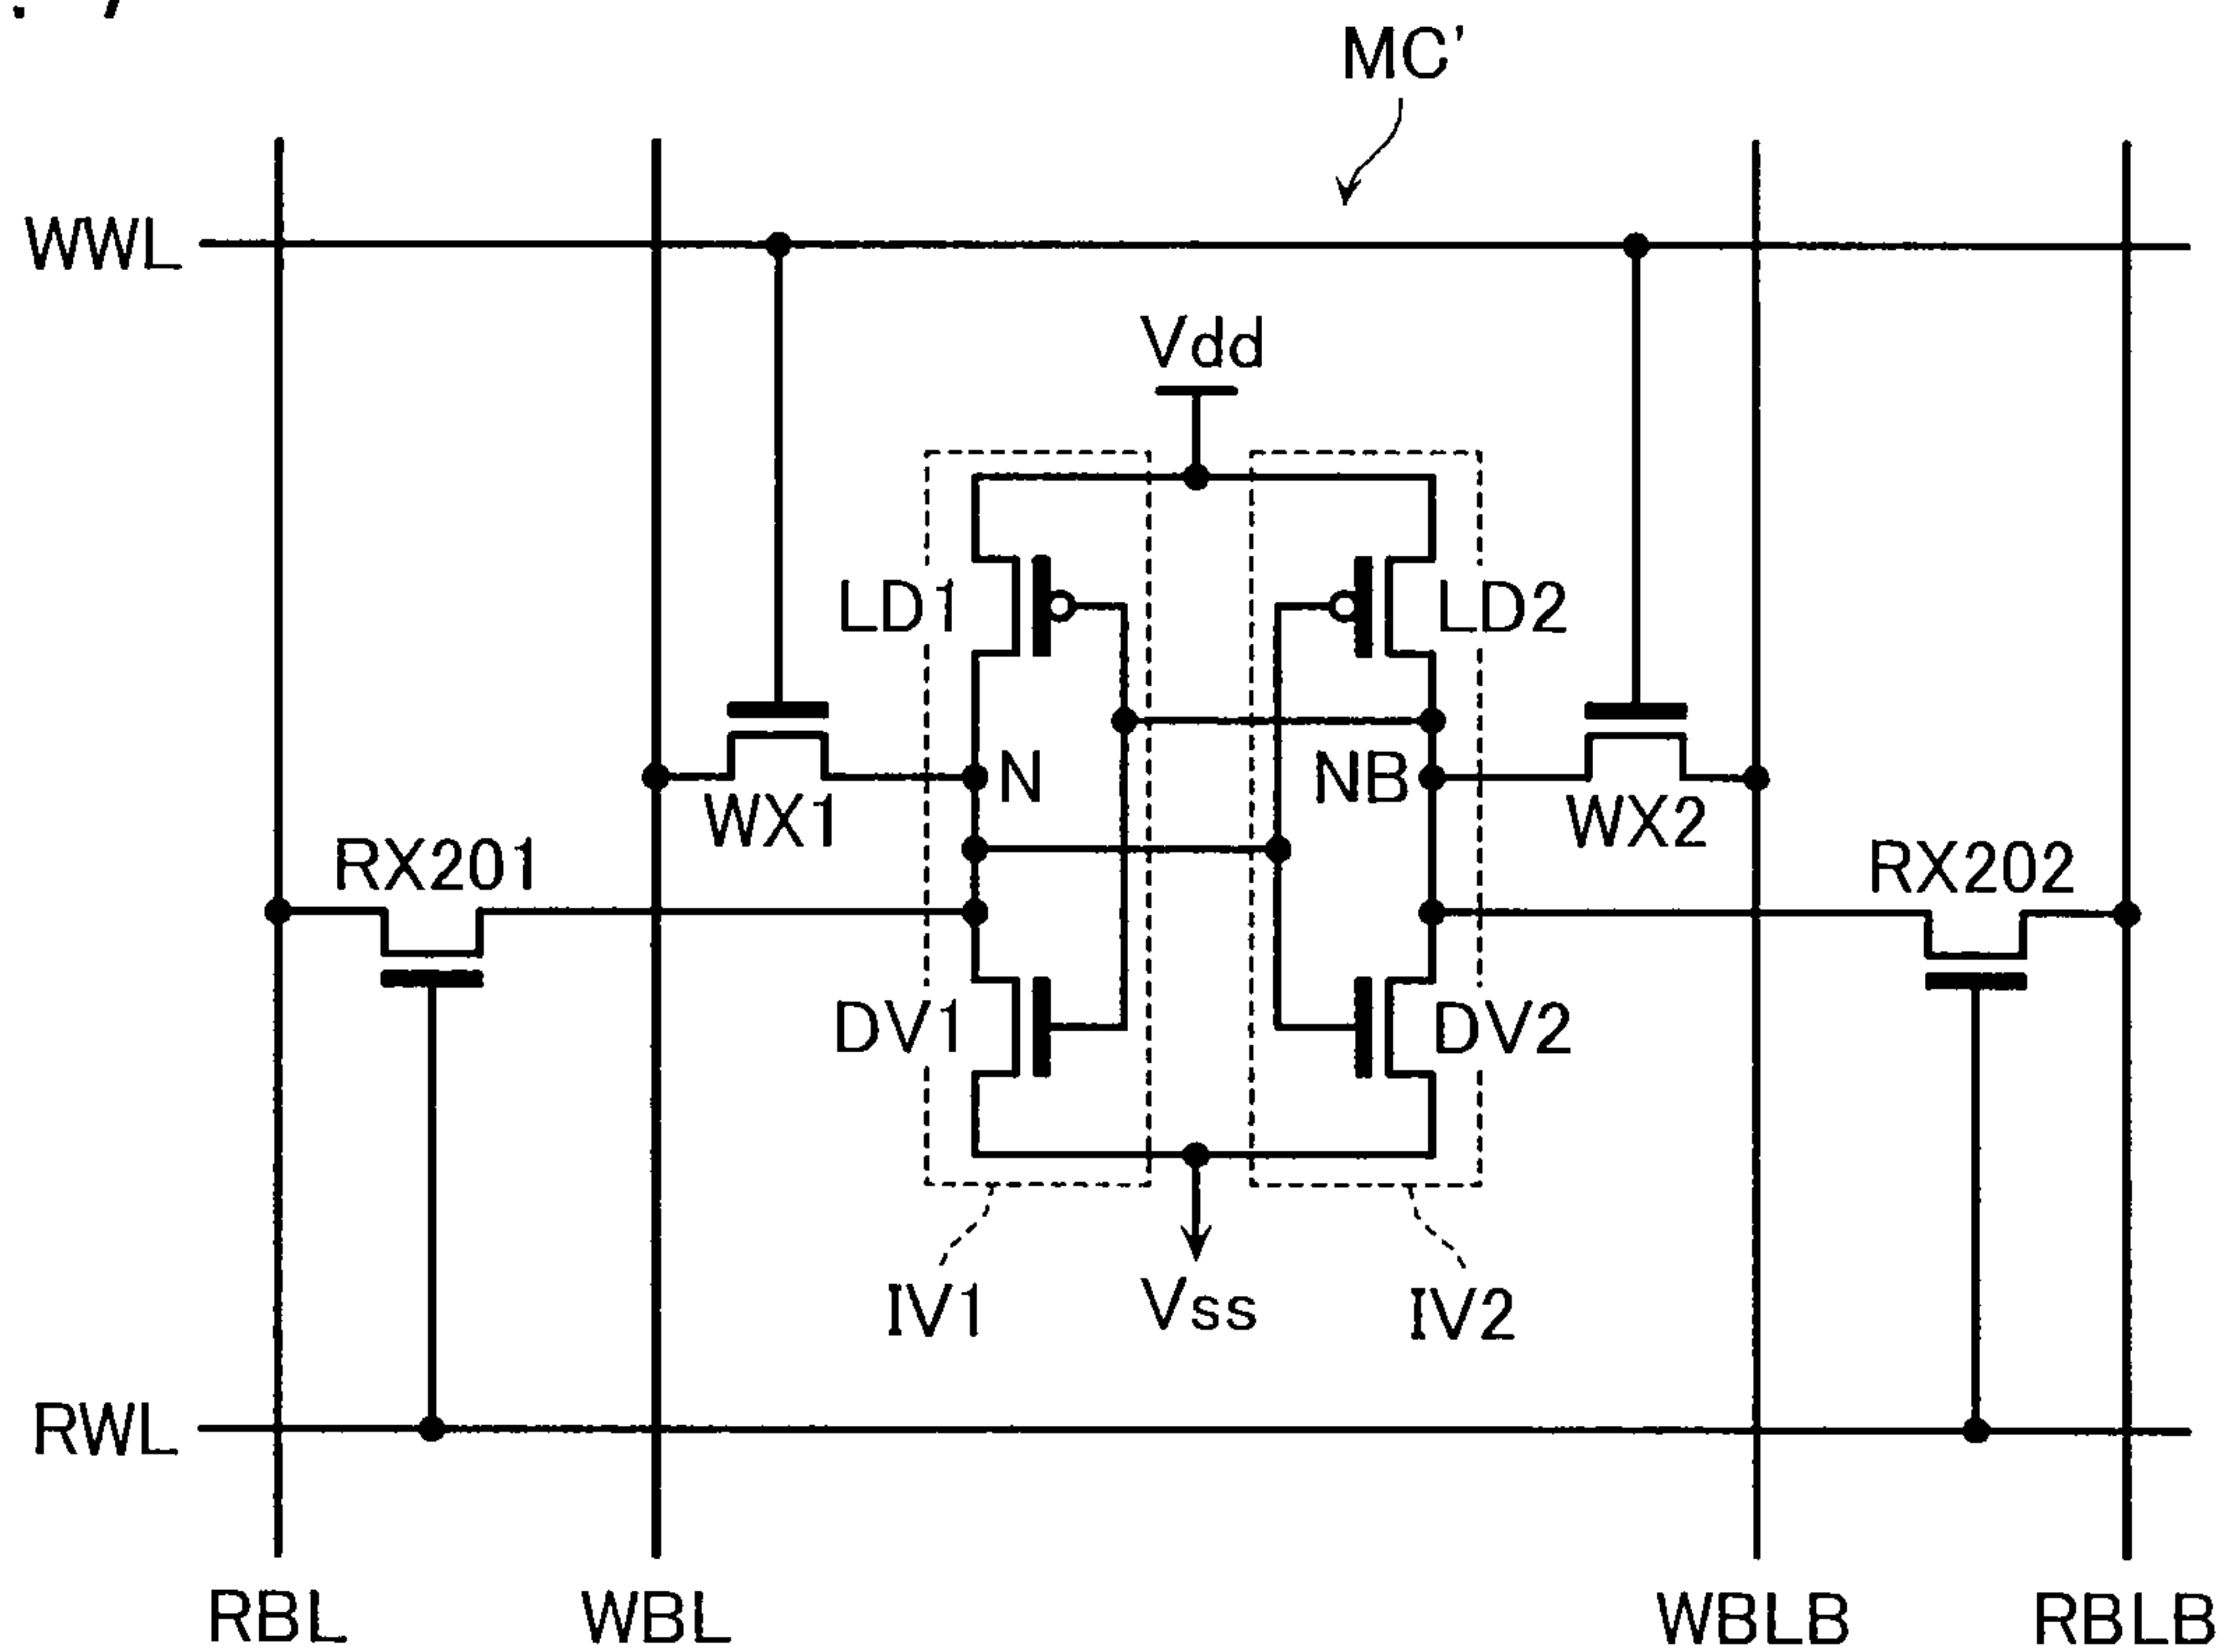 MC'
WWL
Vdd
LD1
LD2
N
NB
WX1
WX2
RX201
RX202
DV1
DV2
IV1
Vss
IV2
RWL
RBL
WBL
WBLB
RBLB